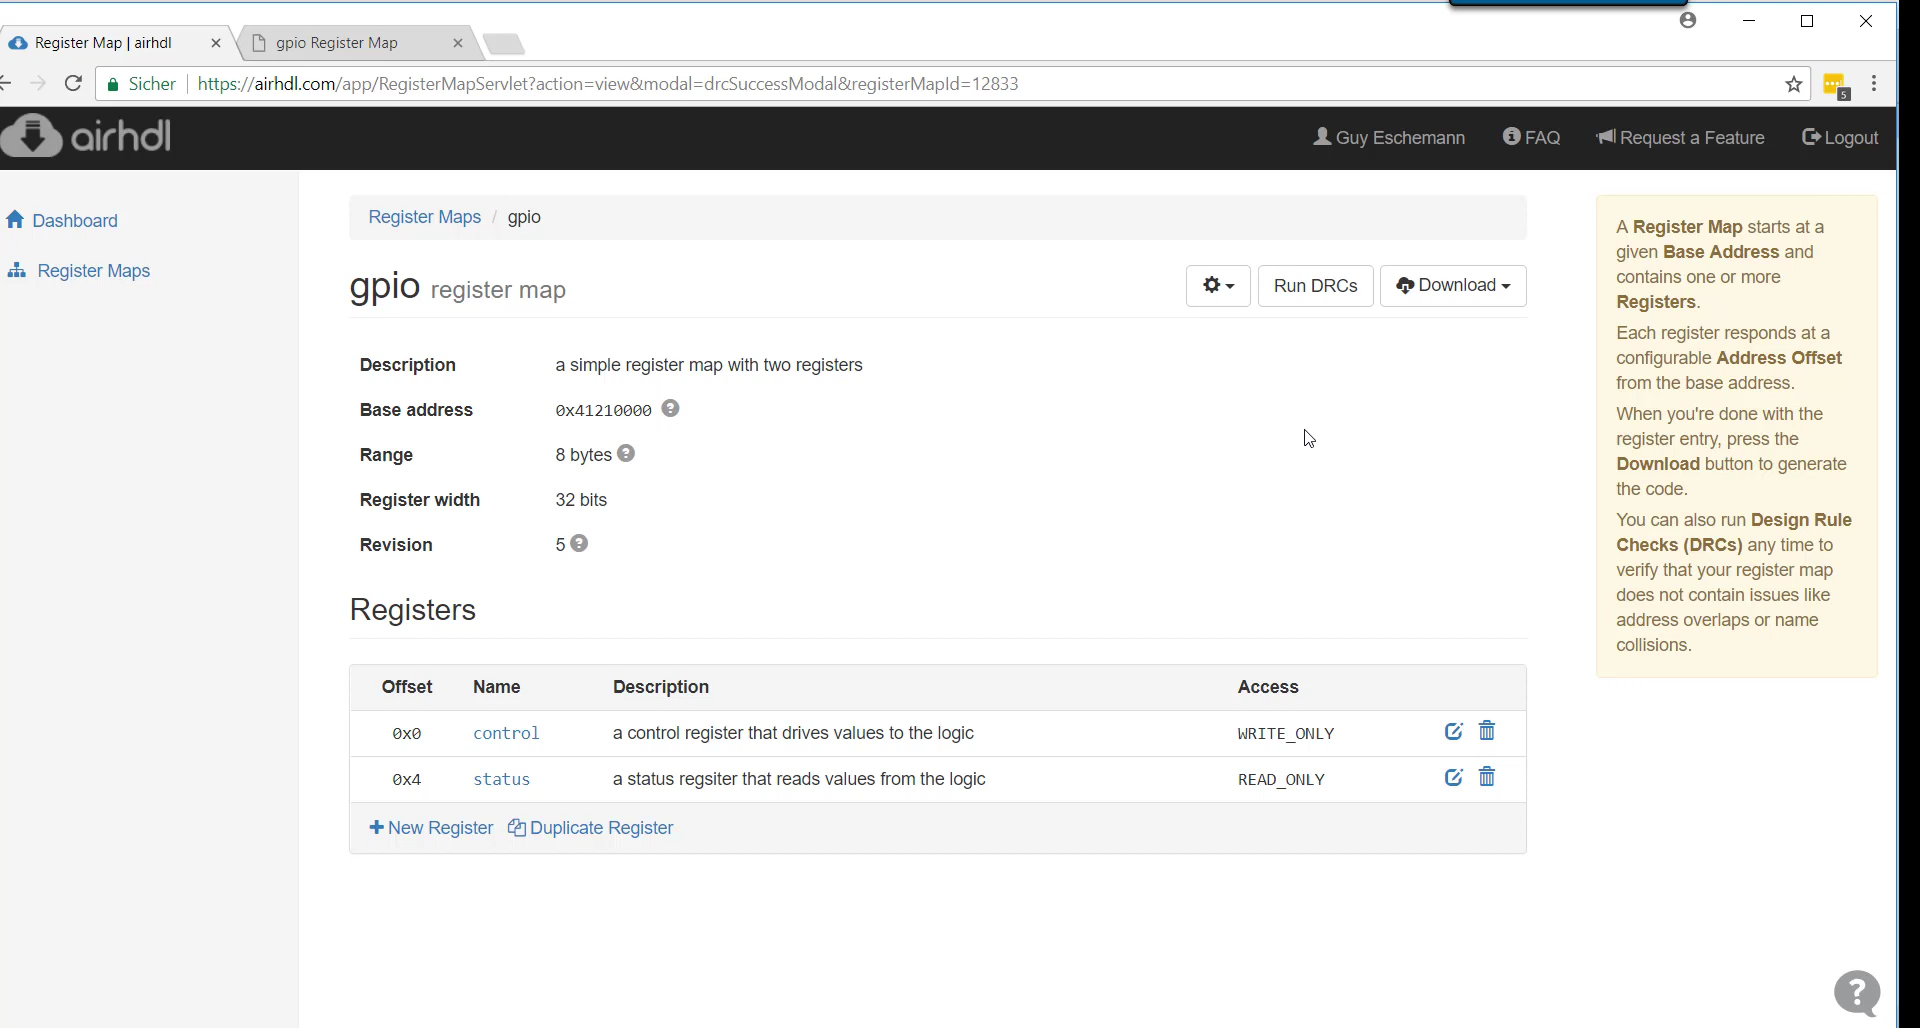 Register Map | airhdl
gpio Register Map
Sicher https://airhdl.com/app/RegisterMapServlet?action=view&modal=drcSuccessModal&registerMapId=12833
5
airhdl
Guy Eschemann FAQ Request a Feature Logout
Dashboard
Register Maps
Register Maps / gpio
gpio register map
Run DRCs Download
Description a simple register map with two registers
Base address 0x41210000 ?
Range 8 bytes ?
Register width 32 bits
Revision 5 ?
Registers
Offset Name Description Access
0x0 control a control register that drives values to the logic WRITE_ONLY
0x4 status a status regsiter that reads values from the logic READ_ONLY
New Register Duplicate Register
A Register Map starts at a
given Base Address and
contains one or more
Registers.
Each register responds at a
configurable Address Offset
from the base address.
When you're done with the
register entry, press the
Download button to generate
the code.
You can also run Design Rule
Checks (DRCs) any time to
verify that your register map
does not contain issues like
address overlaps or name
collisions.
?